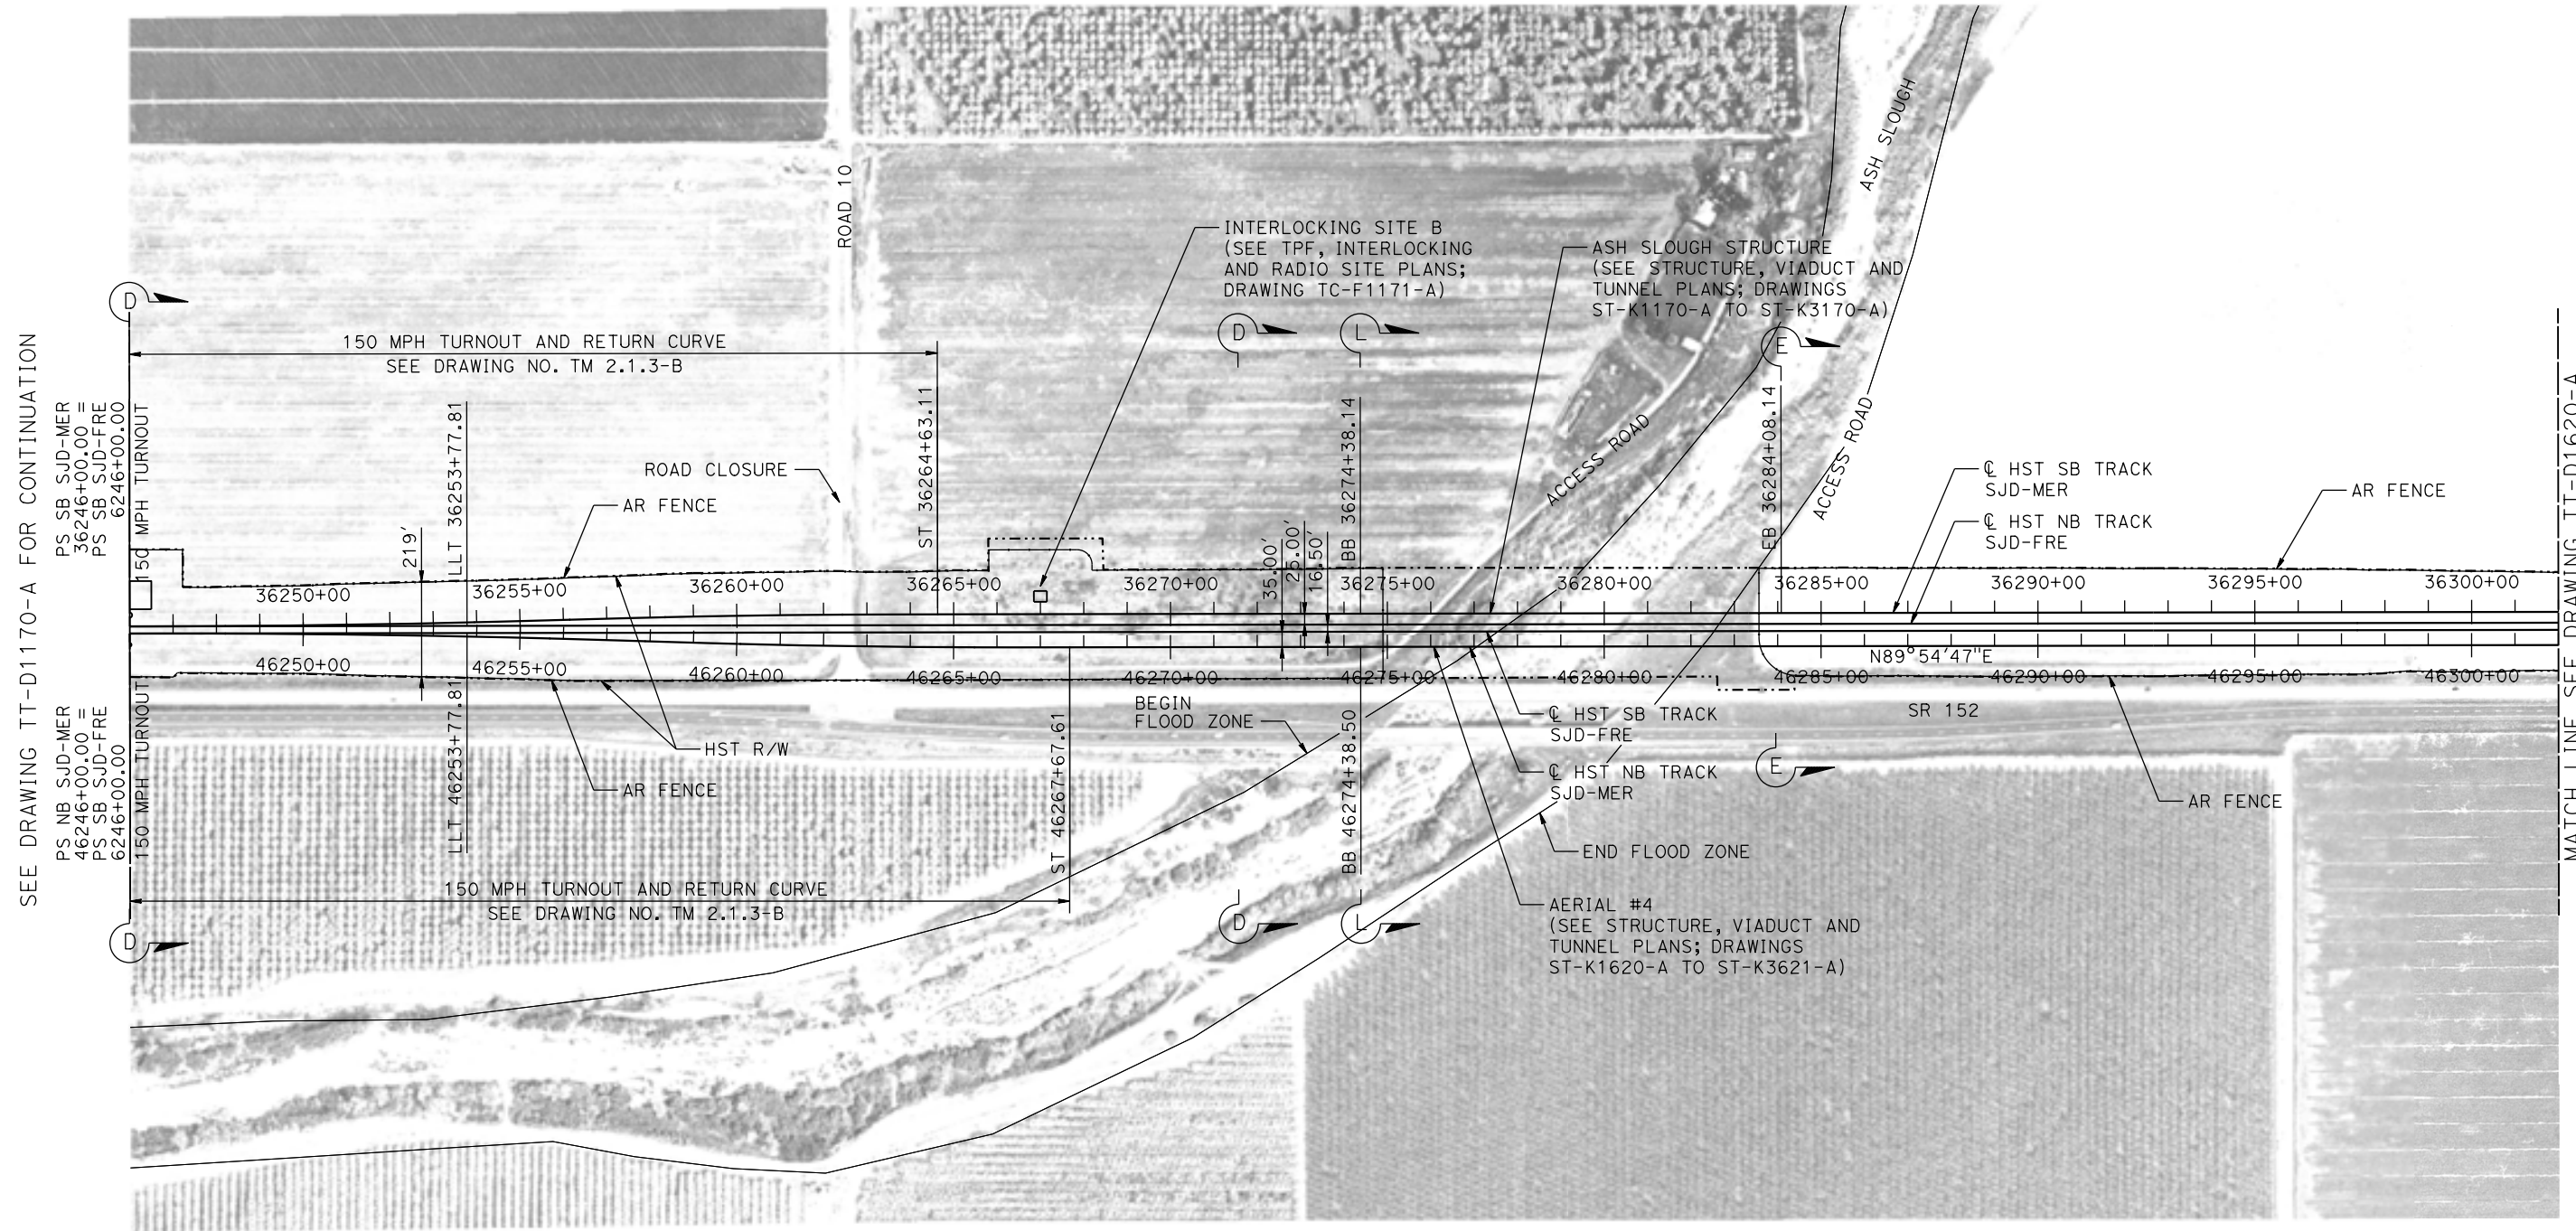 SEE DRAWING TT-D1170-A FOR CONTINUATION
PS SB SJD-MER
36246+00.00 =
PS SB SJD-FRE
6246+00.00
150 MPH TURNOUT
PS NB SJD-MER
46246+00.00 =
PS SB SJD-FRE
6246+00.00
150 MPH TURNOUT
D
150 MPH TURNOUT AND RETURN CURVE
SEE DRAWING NO. TM 2.1.3-B
LLT 36253+77.81
219'
AR FENCE
ROAD CLOSURE
ROAD 10
ST 36264+63.11
INTERLOCKING SITE B
(SEE TPF, INTERLOCKING
AND RADIO SITE PLANS;
DRAWING TC-F1171-A)
D
L
BB 36274+38.14
35.00'
25.00'
16.50'
ASH SLOUGH STRUCTURE
(SEE STRUCTURE, VIADUCT AND
TUNNEL PLANS; DRAWINGS
ST-K1170-A TO ST-K3170-A)
E
EB 36284+08.14
ASH SLOUGH
ACCESS ROAD
ACCESS ROAD
℄ HST SB TRACK
SJD-MER
℄ HST NB TRACK
SJD-FRE
AR FENCE
36250+00
36255+00
36260+00
36265+00
36270+00
36275+00
36280+00
36285+00
36290+00
36295+00
36300+00
N89°54'47"E
46250+00
46255+00
46260+00
46265+00
46270+00
46275+00
46280+00
46285+00
46290+00
46295+00
46300+00
SR 152
LLT 46253+77.81
HST R/W
AR FENCE
ST 46267+67.61
BEGIN
FLOOD ZONE
BB 46274+38.50
℄ HST SB TRACK
SJD-FRE
℄ HST NB TRACK
SJD-MER
E
AR FENCE
END FLOOD ZONE
150 MPH TURNOUT AND RETURN CURVE
SEE DRAWING NO. TM 2.1.3-B
AERIAL #4
(SEE STRUCTURE, VIADUCT AND
TUNNEL PLANS; DRAWINGS
ST-K1620-A TO ST-K3621-A)
D
D
L
MATCH LINE SEE DRAWING TT-D1620-A